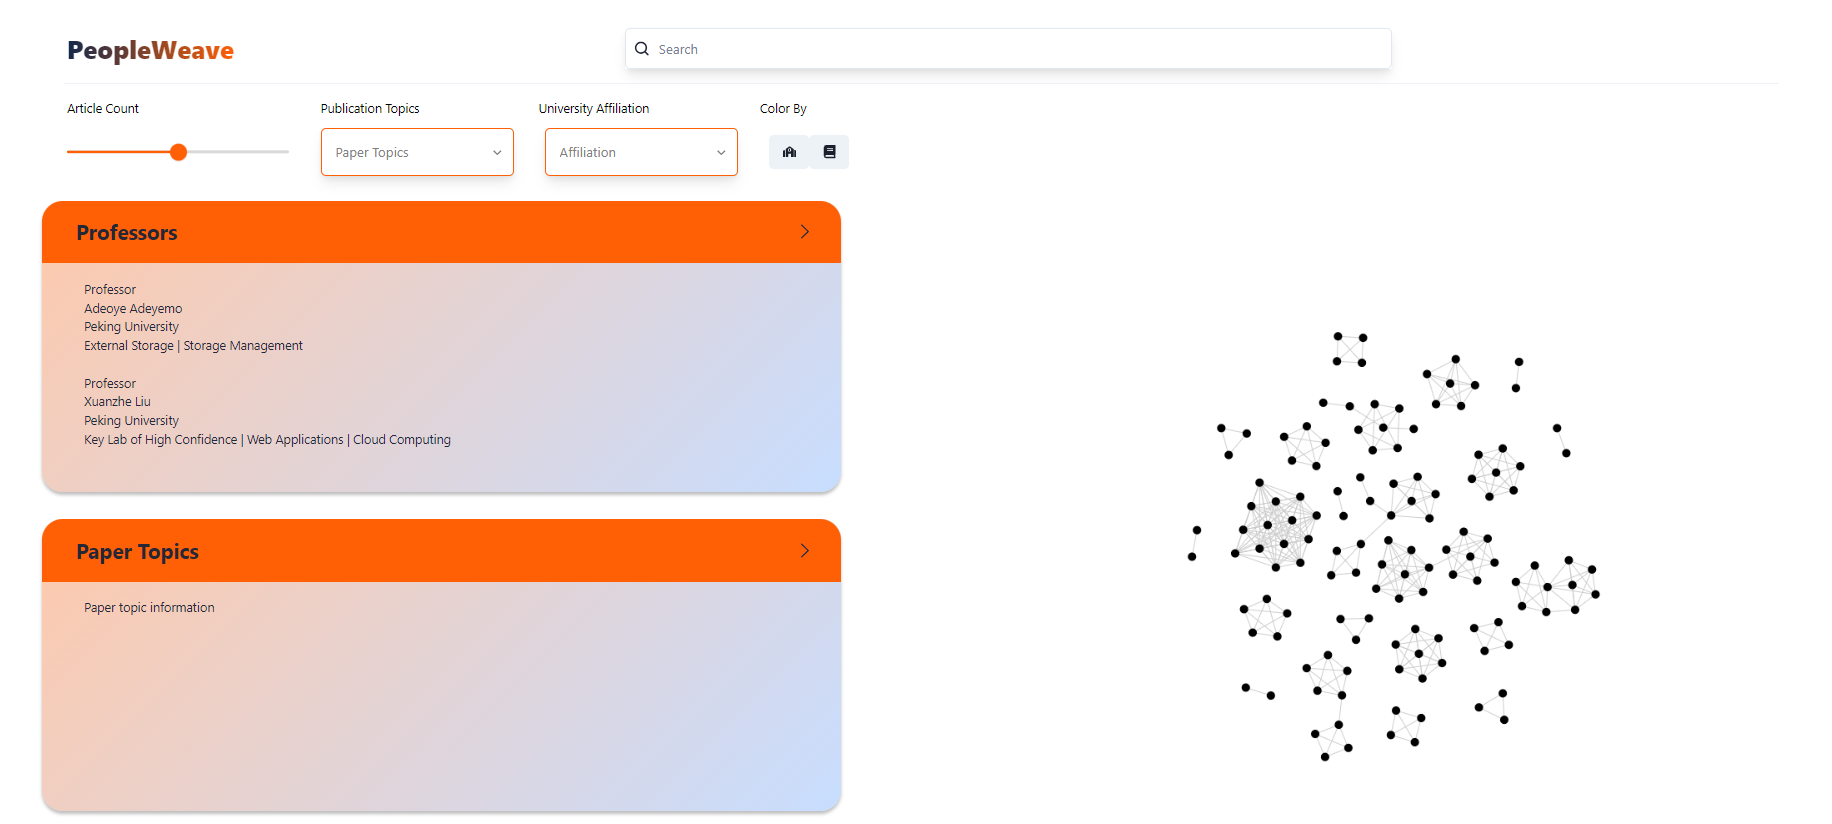 PeopleWeave
Search
Article Count
Publication Topics
University Affiliation
Color By
Paper Topics
Affiliation
Professors
Professor
Adeoye Adeyemo
Peking University
External Storage | Storage Management
Professor
Xuanzhe Liu
Peking University
Key Lab of High Confidence | Web Applications | Cloud Computing
Paper Topics
Paper topic information